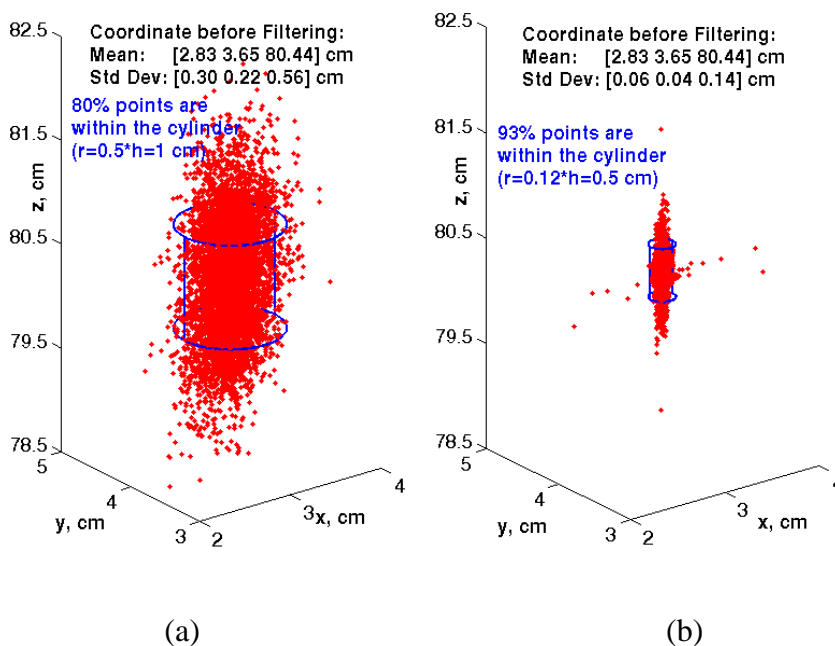 82.5
Coordinate before Filtering:
Mean: [2.83 3.65 80.44] cm
Std Dev: [0.30 0.22 0.56] cm
80% points are
within the cylinder
(r=0.5*h=1 cm)
81.5
z, cm
80.5
79.5
78.5
5
4
3
y, cm
2
3
4
x, cm
(a)
82.5
Coordinate before Filtering:
Mean: [2.83 3.65 80.44] cm
Std Dev: [0.06 0.04 0.14] cm
81.5
93% points are
within the cylinder
(r=0.12*h=0.5 cm)
z, cm
80.5
79.5
78.5
5
4
3
y, cm
2
3
4
x, cm
(b)